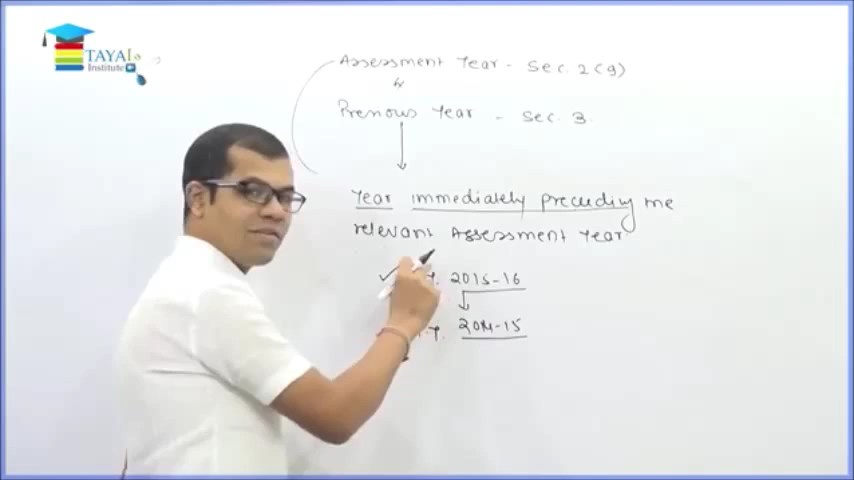 TAYAL
Institute
Assessment Year - Sec. 2(9)
Previous Year - Sec. 3.
Year immediately preceeding the
relevant Assessment Year
Y. 2015-16
.Y. 2014-15